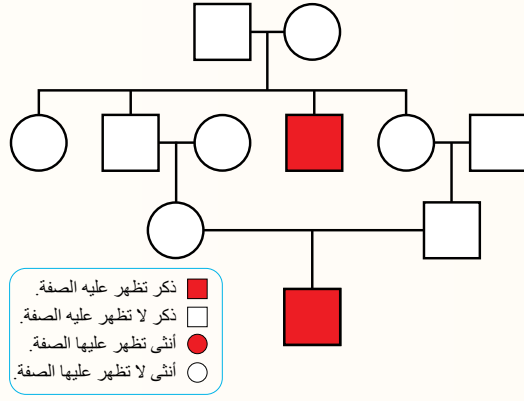 ذكر تظهر عليه الصفة.
ذكر لا تظهر عليه الصفة.
أنثى تظهر عليها الصفة.
أنثى لا تظهر عليها الصفة.